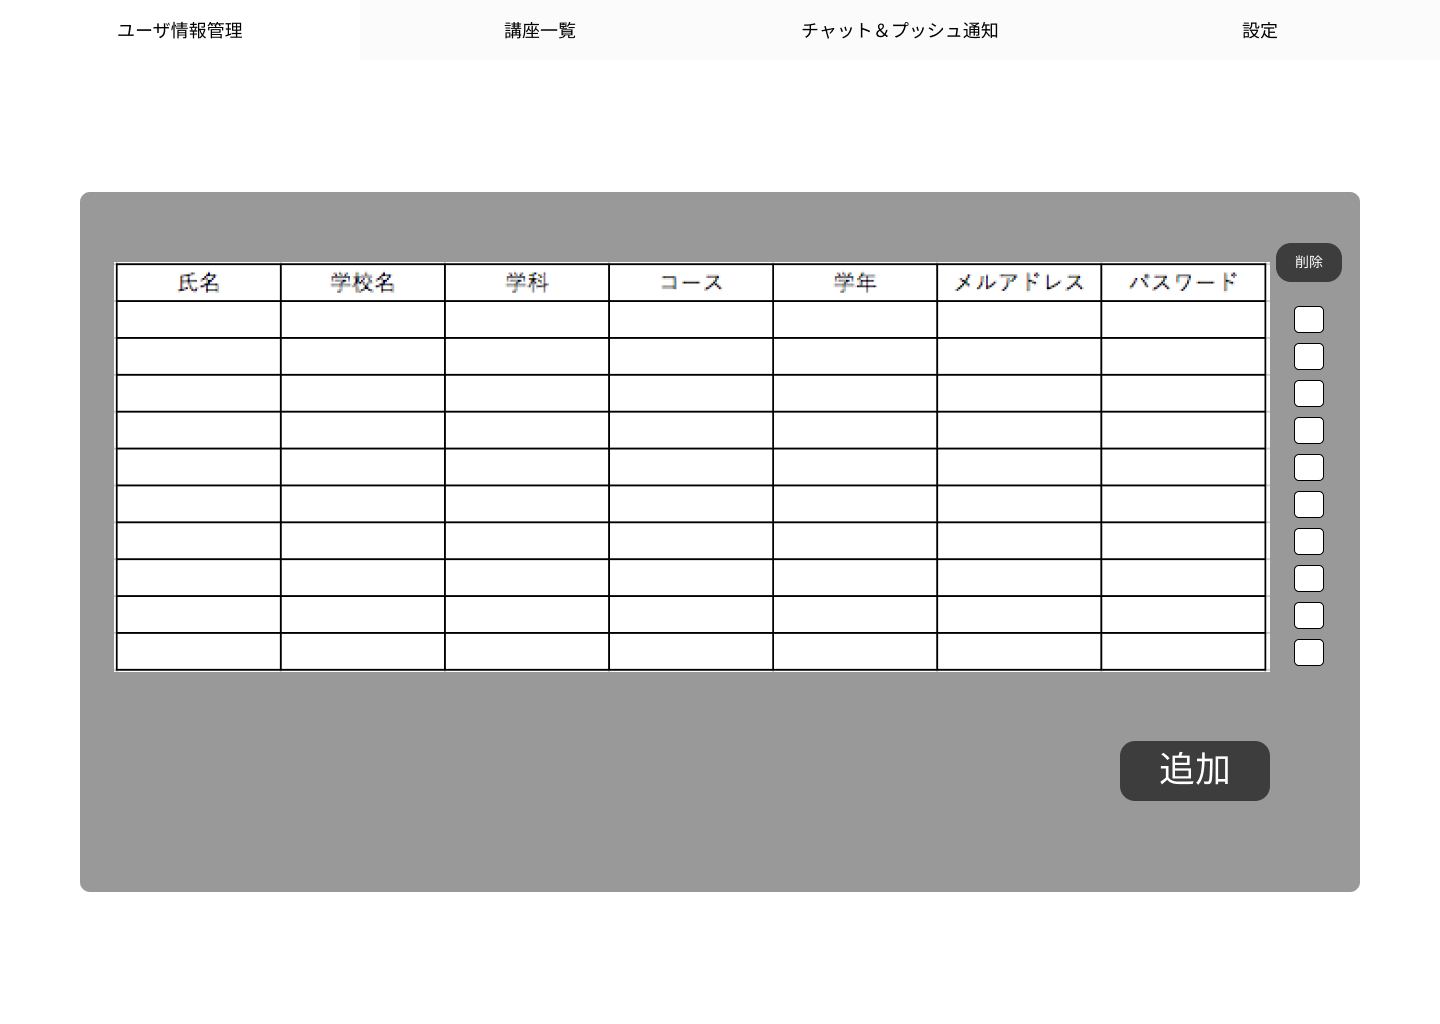 ユーザ情報管理 講座一覧 チャット＆プッシュ通知 設定
削除
氏名 学校名 学科 コース 学年 メルアドレス パスワード
追加